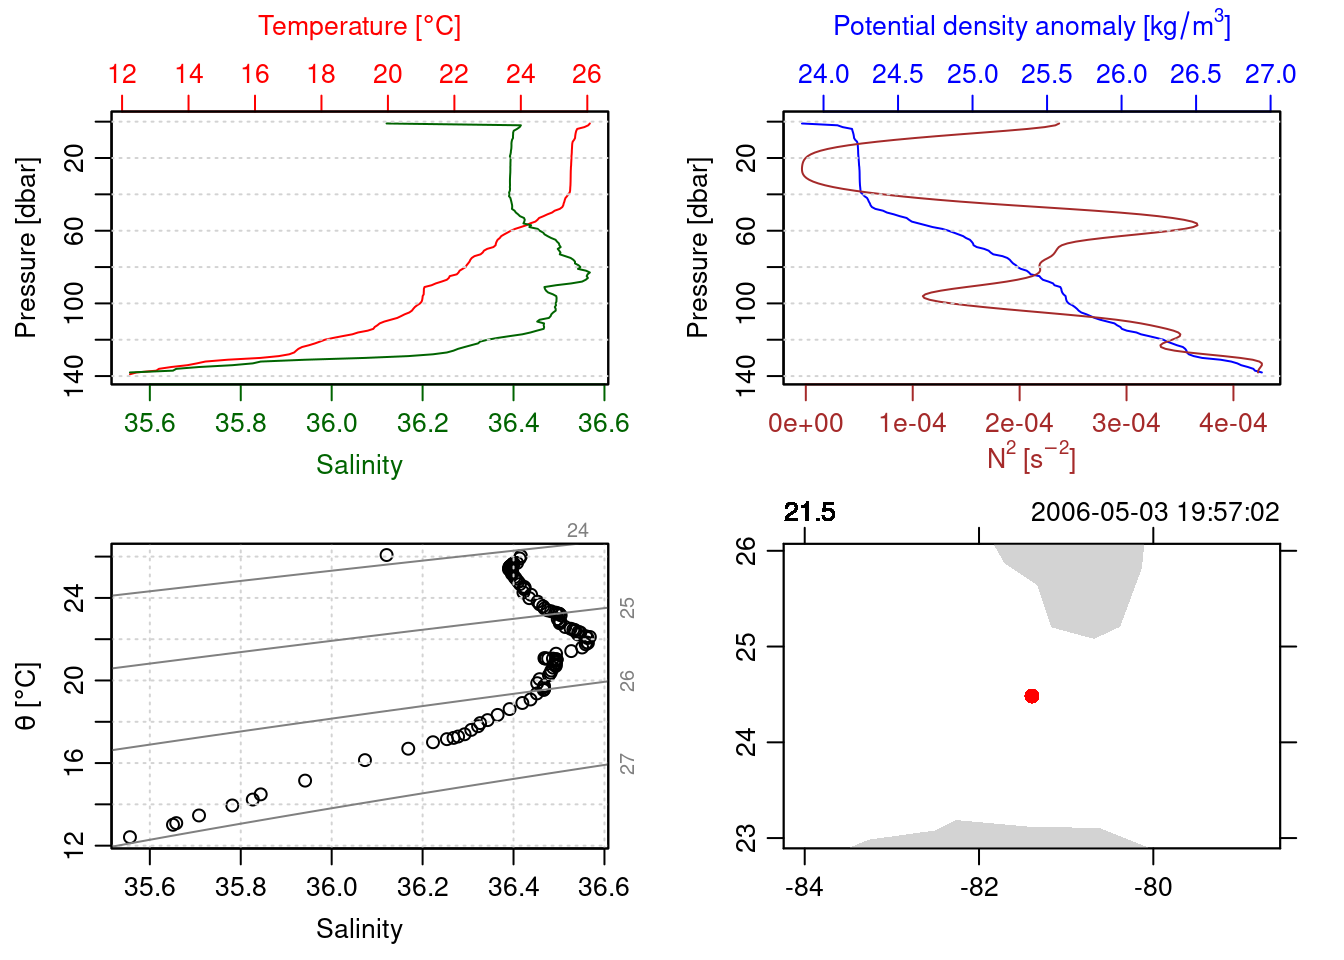 Temperature [°C]
12 14 16 18 20 22 24 26
Pressure [dbar]
20
60
100
140
35.6 35.8 36.0 36.2 36.4 36.6
Salinity
Potential density anomaly [kg/m³]
24.0 24.5 25.0 25.5 26.0 26.5 27.0
Pressure [dbar]
20
60
100
140
0e+00 1e-04 2e-04 3e-04 4e-04
N² [s⁻²]
24
θ [°C]
24
20
16
12
25
26
27
35.6 35.8 36.0 36.2 36.4 36.6
Salinity
21.5 2006-05-03 19:57:02
26
25
24
23
-84 -82 -80